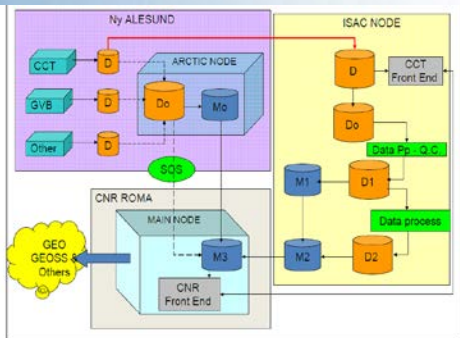 Ny ALESUND
ISAC NODE
CCT
D
ARCTIC NODE
GVB
D
Do
Mo
Other
D
D
CCT
Front End
Do
Data Pp - Q.C.
SOS
M1
D1
Data process
CNR ROMA
MAIN NODE
GEO
GEOSS
Others
M3
M2
D2
CNR
Front End